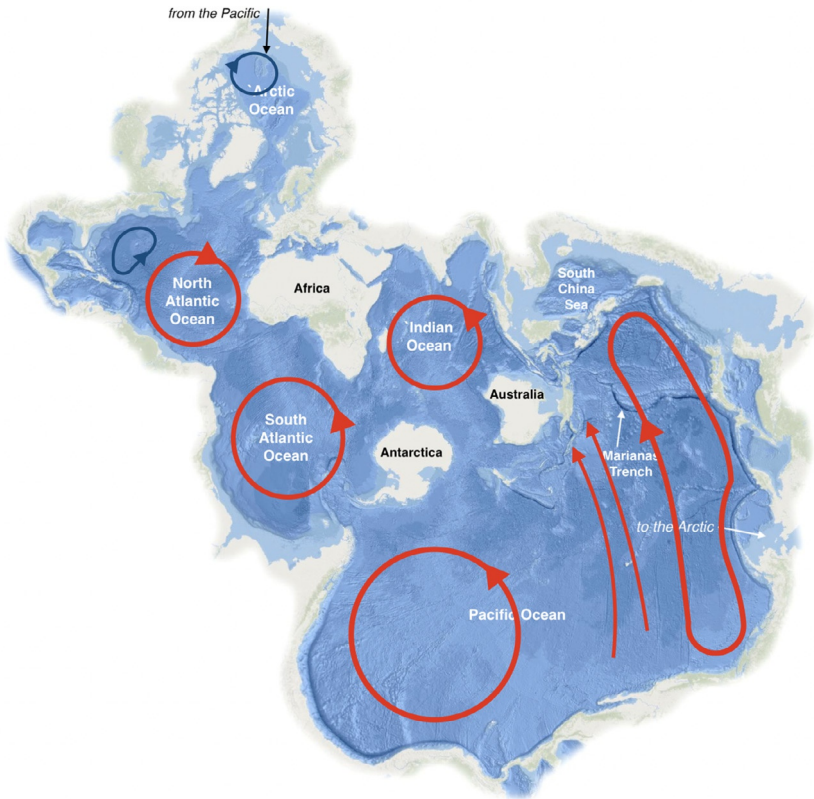 from the Pacific
`Arctic
Ocean
North
Atlantic
Ocean
Africa
South
China
Sea
`Indian
Ocean
Australia
South
Atlantic
Ocean
Antarctica
Marianas
Trench
to the Arctic
Pacific Ocean